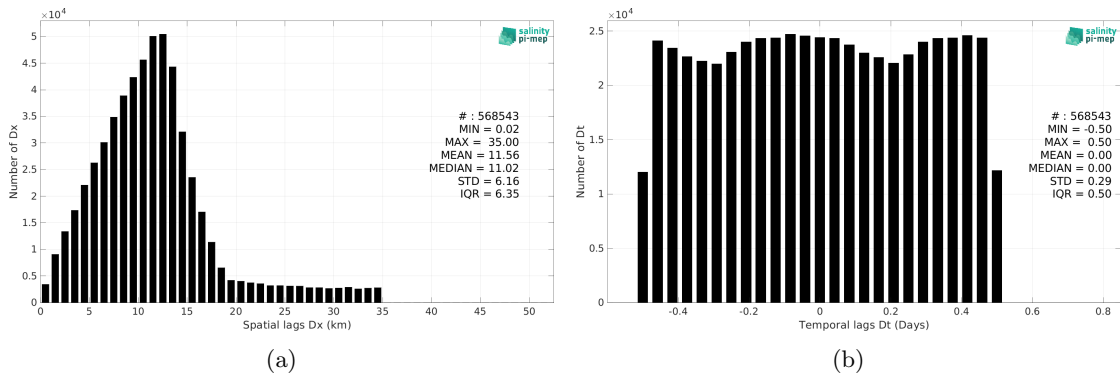 ×10⁴
5
4.5
4
3.5
3
2.5
2
1.5
1
0.5
0
Number of Dx
0 5 10 15 20 25 30 35 40 45 50
Spatial lags Dx (km)
salinity
pi-mep
# : 568543
MIN = 0.02
MAX = 35.00
MEAN = 11.56
MEDIAN = 11.02
STD = 6.16
IQR = 6.35
(a)
×10⁴
2.5
2
1.5
1
0.5
0
Number of Dt
-0.4 -0.2 0 0.2 0.4 0.6 0.8
Temporal lags Dt (Days)
salinity
pi-mep
# : 568543
MIN = -0.50
MAX = 0.50
MEAN = 0.00
MEDIAN = 0.00
STD = 0.29
IQR = 0.50
(b)